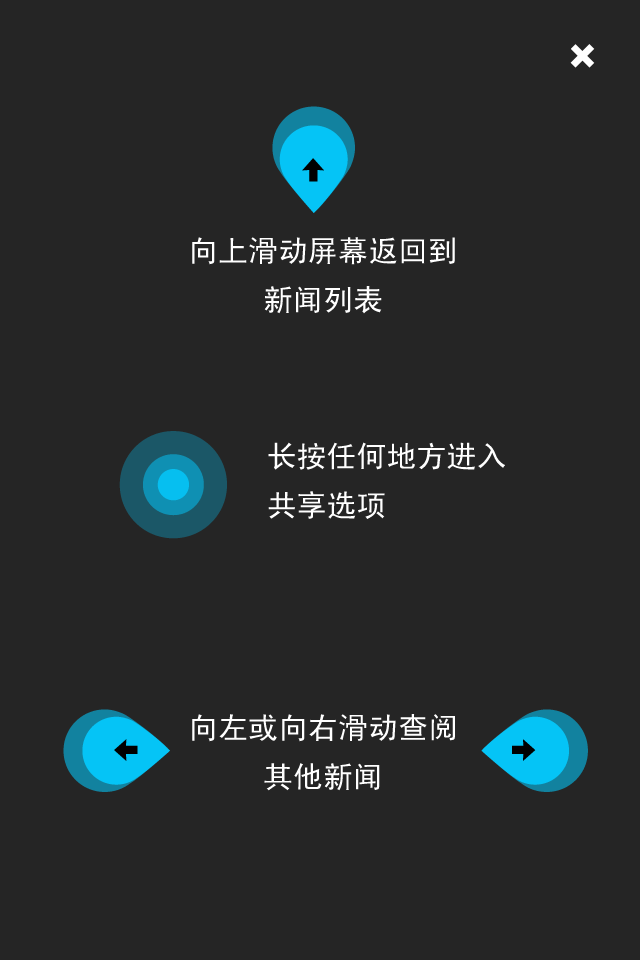 向上滑动屏幕返回到
新闻列表
长按任何地方进入
共享选项
向左或向右滑动查阅
其他新闻